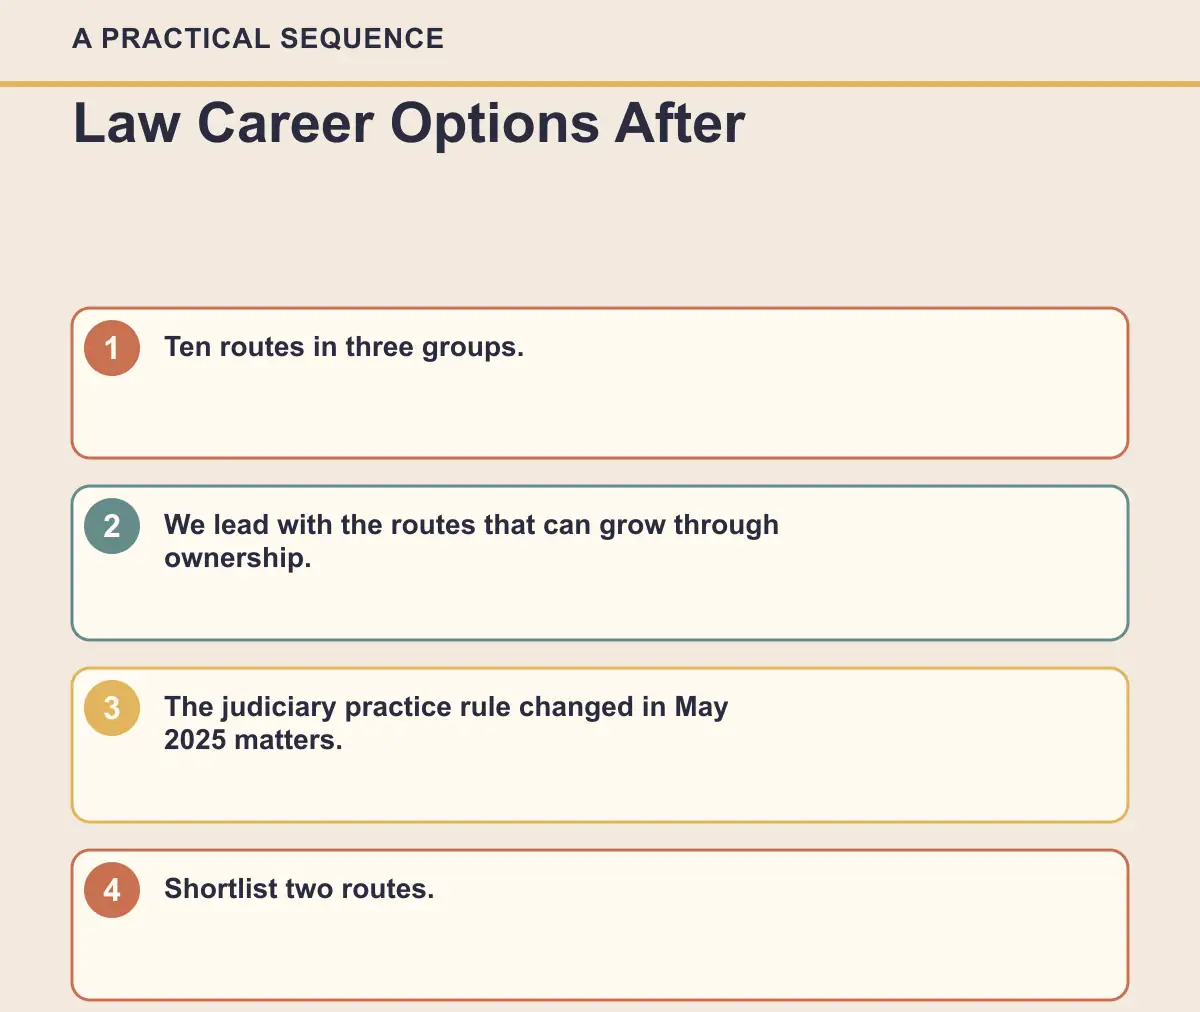 A PRACTICAL SEQUENCE
Law Career Options After
1
Ten routes in three groups.
2
We lead with the routes that can grow through
ownership.
3
The judiciary practice rule changed in May
2025 matters.
4
Shortlist two routes.